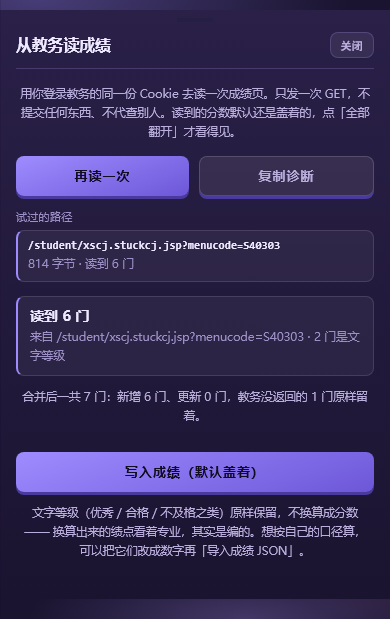 从教务读成绩
关闭
用你登录教务的同一份 Cookie 去读一次成绩页。只发一次 GET，不
提交任何东西、不代查别人。读到的分数默认还是盖着的，点「全部
翻开」才看得见。
再读一次
复制诊断
试过的路径
/student/xscj.stuckcj.jsp?menucode=S40303
814 字节 · 读到 6 门
读到 6 门
来自 /student/xscj.stuckcj.jsp?menucode=S40303 · 2 门是文
字等级
合并后一共 7 门：新增 6 门、更新 0 门，教务没返回的 1 门原样留
着。
写入成绩（默认盖着）
文字等级（优秀 / 合格 / 不及格之类）原样保留，不换算成分数
—— 换算出来的绩点看着专业，其实是编的。想按自己的口径算，
可以把它们改成数字再「导入成绩 JSON」。